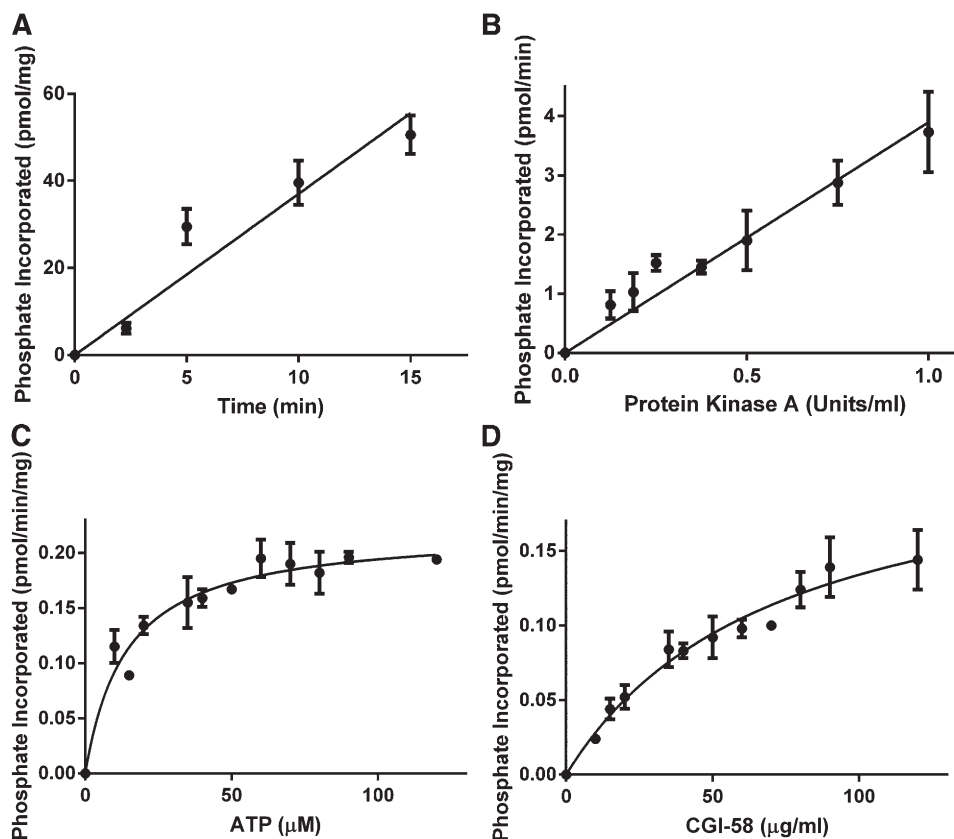 A
Phosphate Incorporated (pmol/mg)
60
40
20
0
0 5 10 15
Time (min)
B
Phosphate Incorporated (pmol/min)
4
3
2
1
0
0.0 0.5 1.0
Protein Kinase A (Units/ml)
C
Phosphate Incorporated (pmol/min/mg)
0.20
0.15
0.10
0.05
0.00
0 50 100
ATP (μM)
D
Phosphate Incorporated (pmol/min/mg)
0.15
0.10
0.05
0.00
0 50 100
CGI-58 (μg/ml)